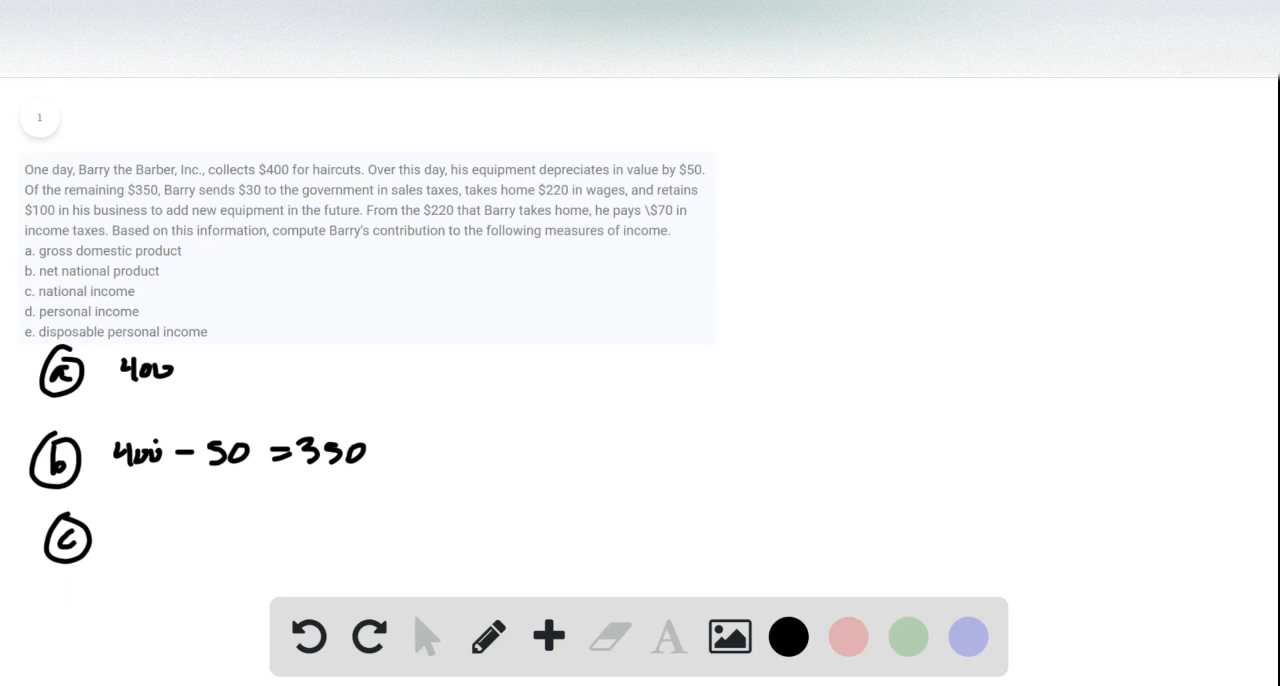 1
One day, Barry the Barber, Inc., collects $400 for haircuts. Over this day, his equipment depreciates in value by $50.
Of the remaining $350, Barry sends $30 to the government in sales taxes, takes home $220 in wages, and retains
$100 in his business to add new equipment in the future. From the $220 that Barry takes home, he pays \$70 in
income taxes. Based on this information, compute Barry's contribution to the following measures of income.
a. gross domestic product
b. net national product
c. national income
d. personal income
e. disposable personal income
a 400
b 400 - 50 = 350
c
A